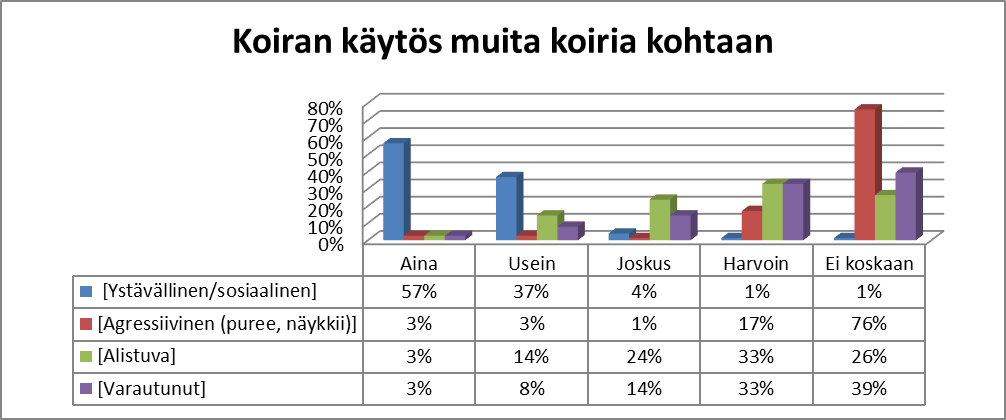 Koiran käytös muita koiria kohtaan
80%
70%
60%
50%
40%
30%
20%
10%
0%
Aina Usein Joskus Harvoin Ei koskaan
[Ystävällinen/sosiaalinen] 57% 37% 4% 1% 1%
[Agressiivinen (puree, näykkii)] 3% 3% 1% 17% 76%
[Alistuva] 3% 14% 24% 33% 26%
[Varautunut] 3% 8% 14% 33% 39%